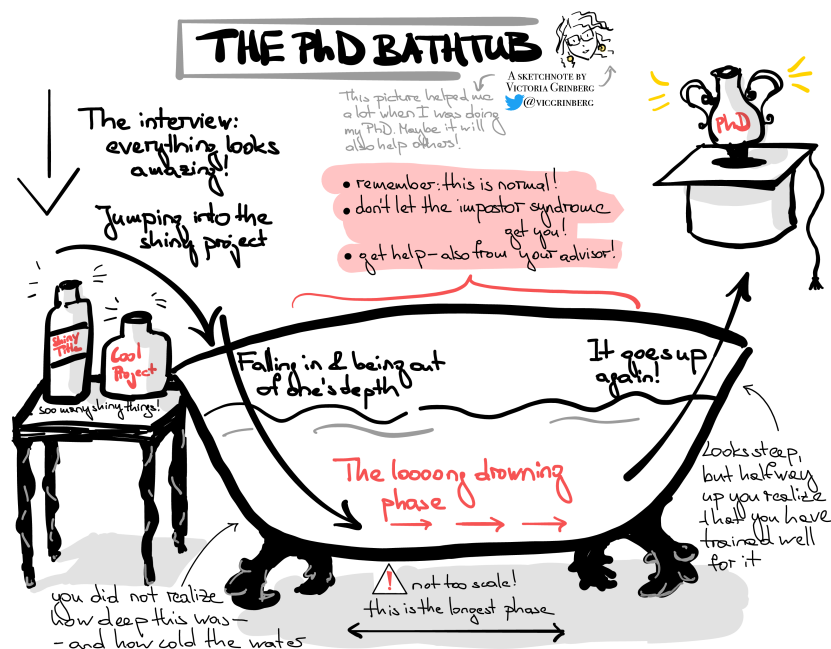 THE PhD BATHTUB
A SKETCHNOTE BY
VICTORIA GRINBERG
@VICGRINBERG
This picture helped me
a lot when I was doing
my PhD. Maybe it will
also help others!
The interview:
everything looks
amazing!
Jumping into the
shiny project
• remember: this is normal!
• don't let the impostor syndrome
get you!
• get help – also from your advisor!
PhD
Shiny
Title
Cool
Project
soo many shiny things!
Falling in & being out
of one's depth
It goes up
again!
The loooong drowning
phase
Looks steep,
but halfway
up you realize
that you have
trained well
for it
you did not realize
how deep this was –
– and how cold the water
! not too scale!
this is the longest phase